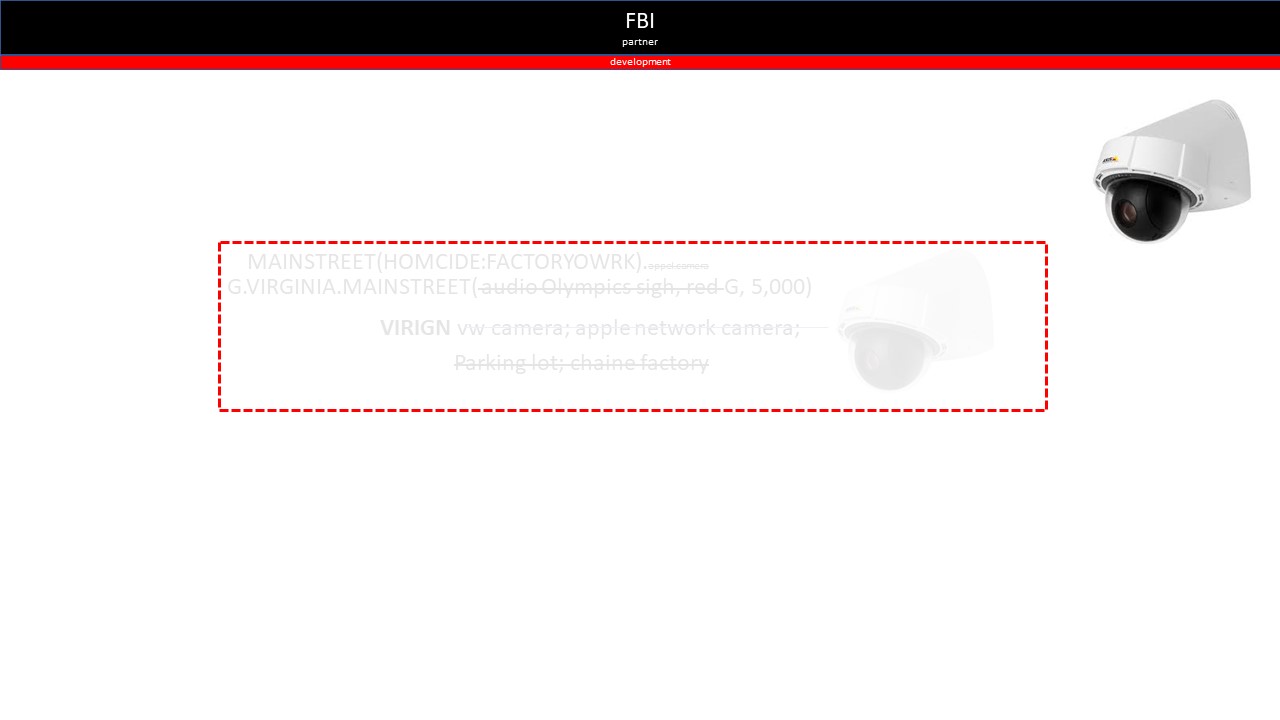 FBI
partner
development
MAINSTREET(HOMCIDE:FACTORYOWRK). appel camera
G.VIRGINIA.MAINSTREET( audio Olympics sigh, red G, 5,000)
VIRIGN vw camera; apple network camera;
Parking lot; chaine factory